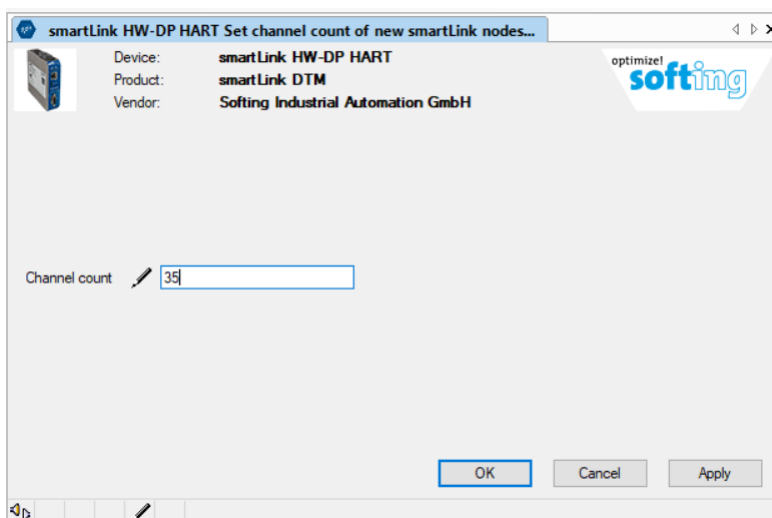 smartLink HW-DP HART Set channel count of new smartLink nodes...
Device: smartLink HW-DP HART
Product: smartLink DTM
Vendor: Softing Industrial Automation GmbH
optimize!
softing
Channel count 35
OK Cancel Apply